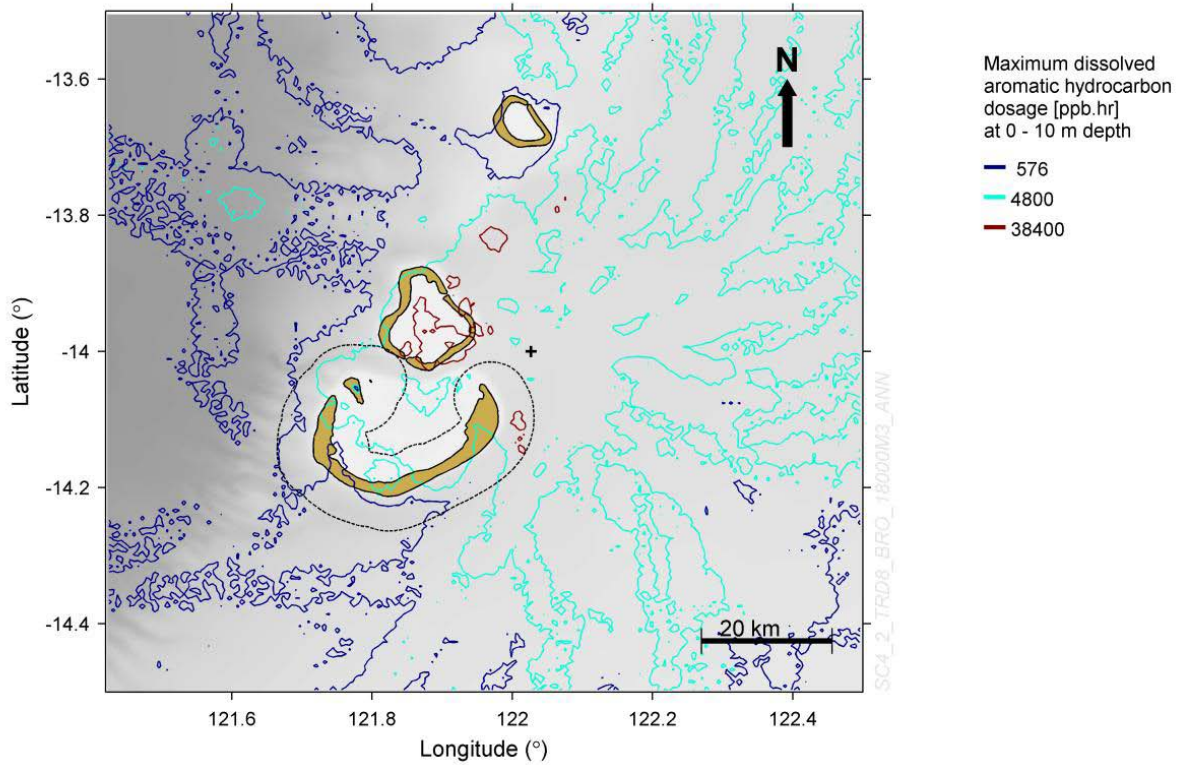 -13.6
-13.8
-14
-14.2
-14.4
Latitude (°)
121.6
121.8
122
122.2
122.4
Longitude (°)
N
20 km
SC4_2_TRD8_BRO_18000M3_ANN
Maximum dissolved
aromatic hydrocarbon
dosage [ppb.hr]
at 0 - 10 m depth
576
4800
38400